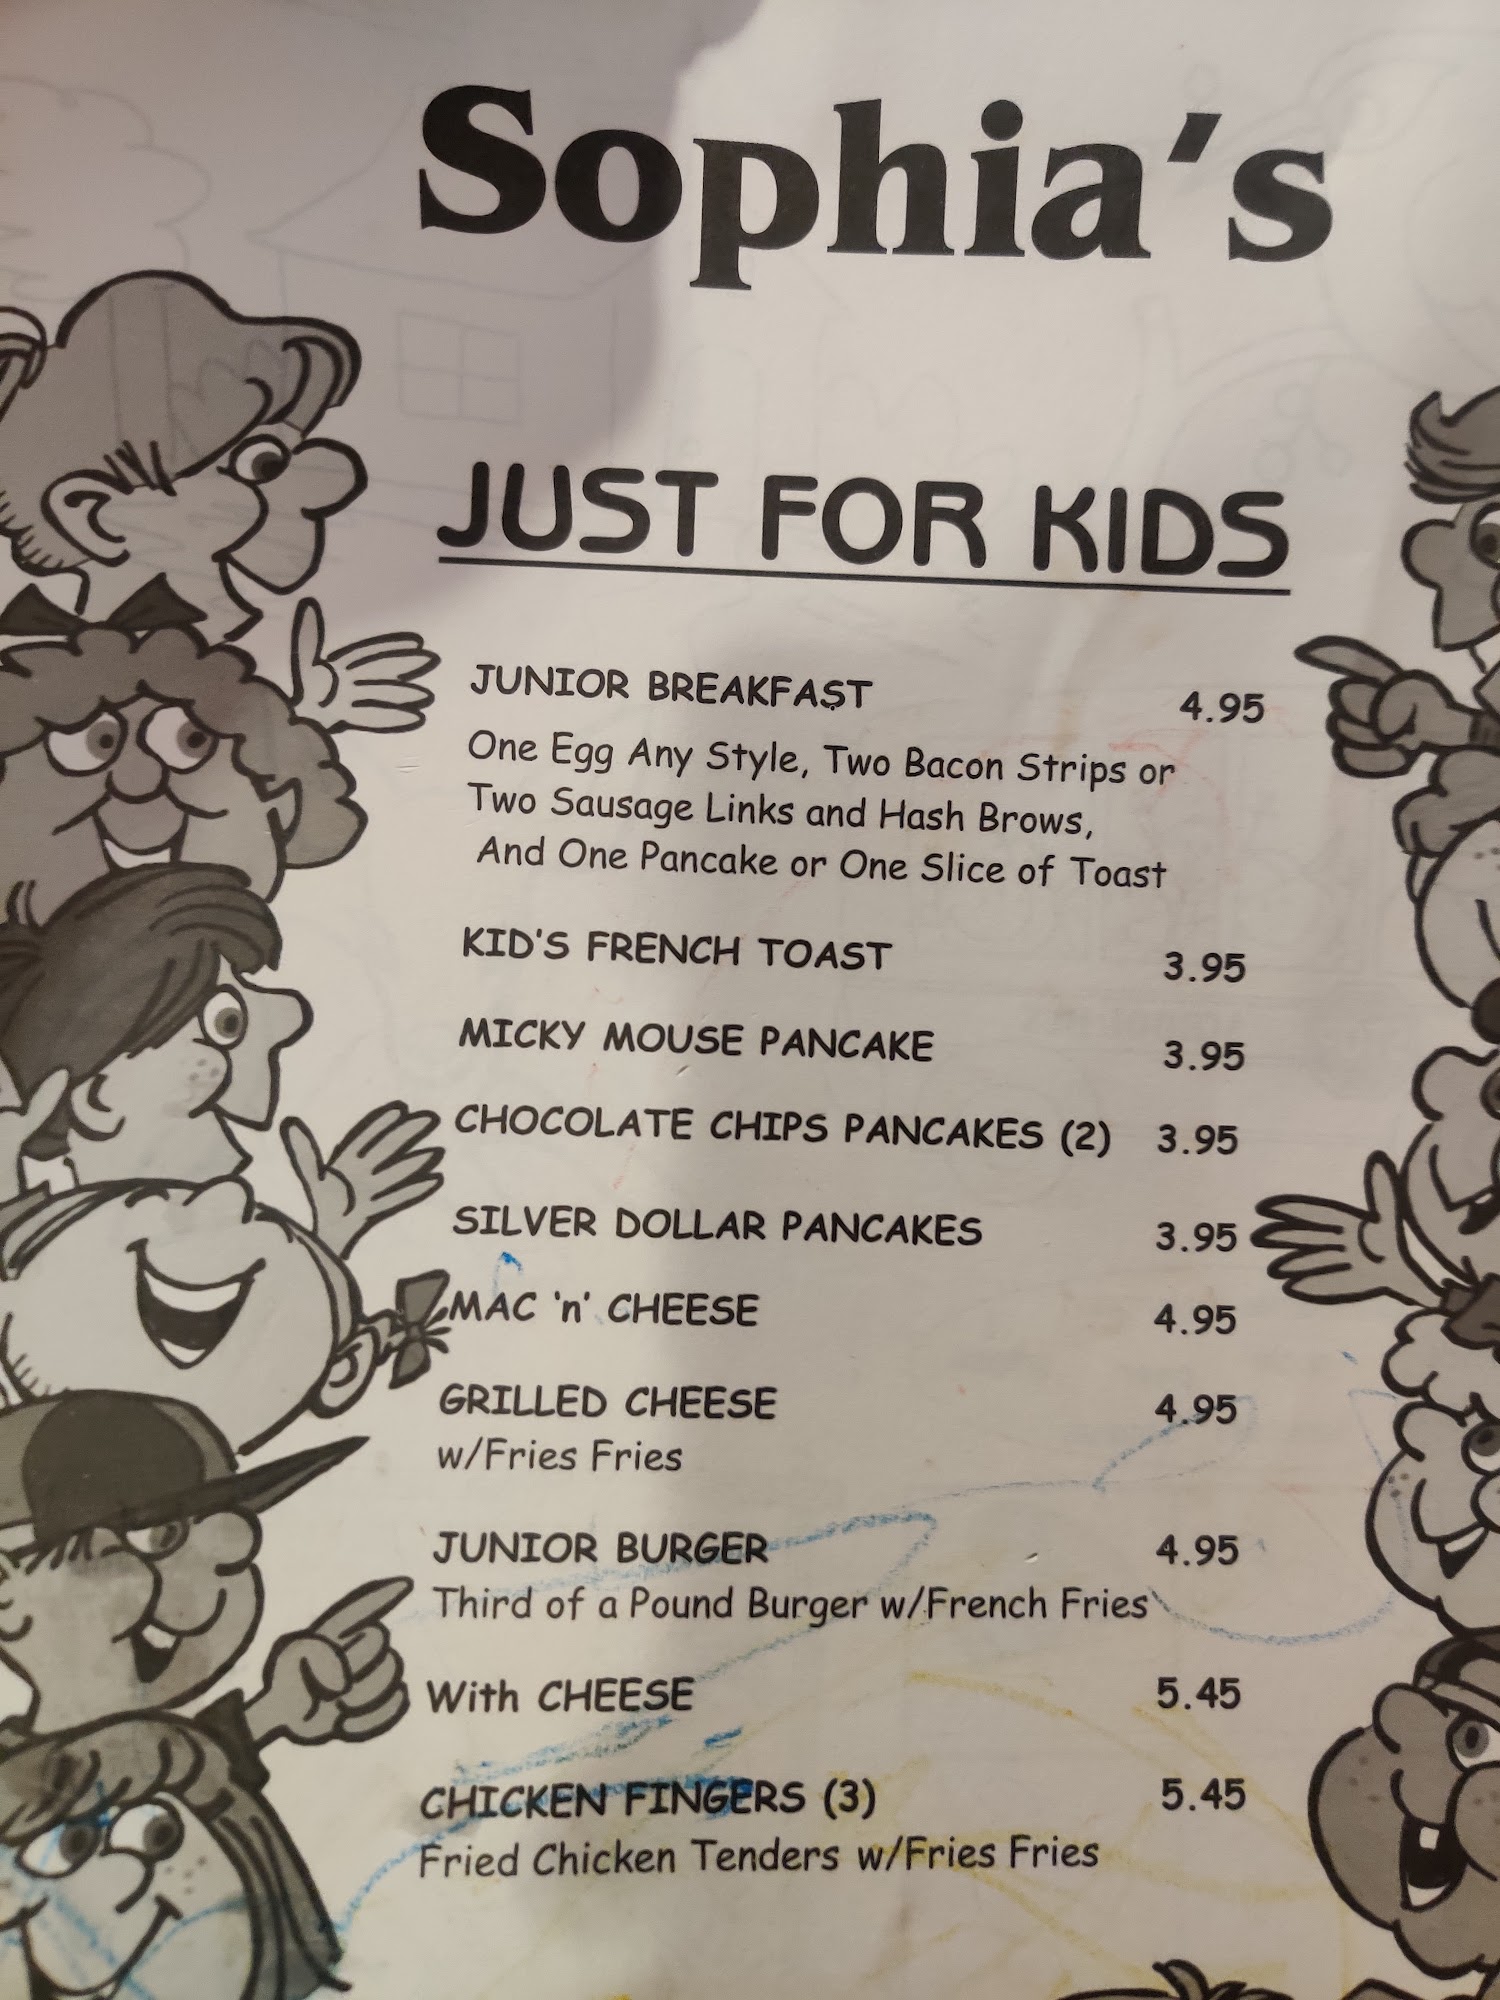 Sophia's
JUST FOR KIDS
JUNIOR BREAKFAST 4.95
One Egg Any Style, Two Bacon Strips or
Two Sausage Links and Hash Brows,
And One Pancake or One Slice of Toast
KID'S FRENCH TOAST 3.95
MICKY MOUSE PANCAKE 3.95
CHOCOLATE CHIPS PANCAKES (2) 3.95
SILVER DOLLAR PANCAKES 3.95
MAC 'n' CHEESE 4.95
GRILLED CHEESE 4.95
w/Fries Fries
JUNIOR BURGER 4.95
Third of a Pound Burger w/French Fries
With CHEESE 5.45
CHICKEN FINGERS (3) 5.45
Fried Chicken Tenders w/Fries Fries